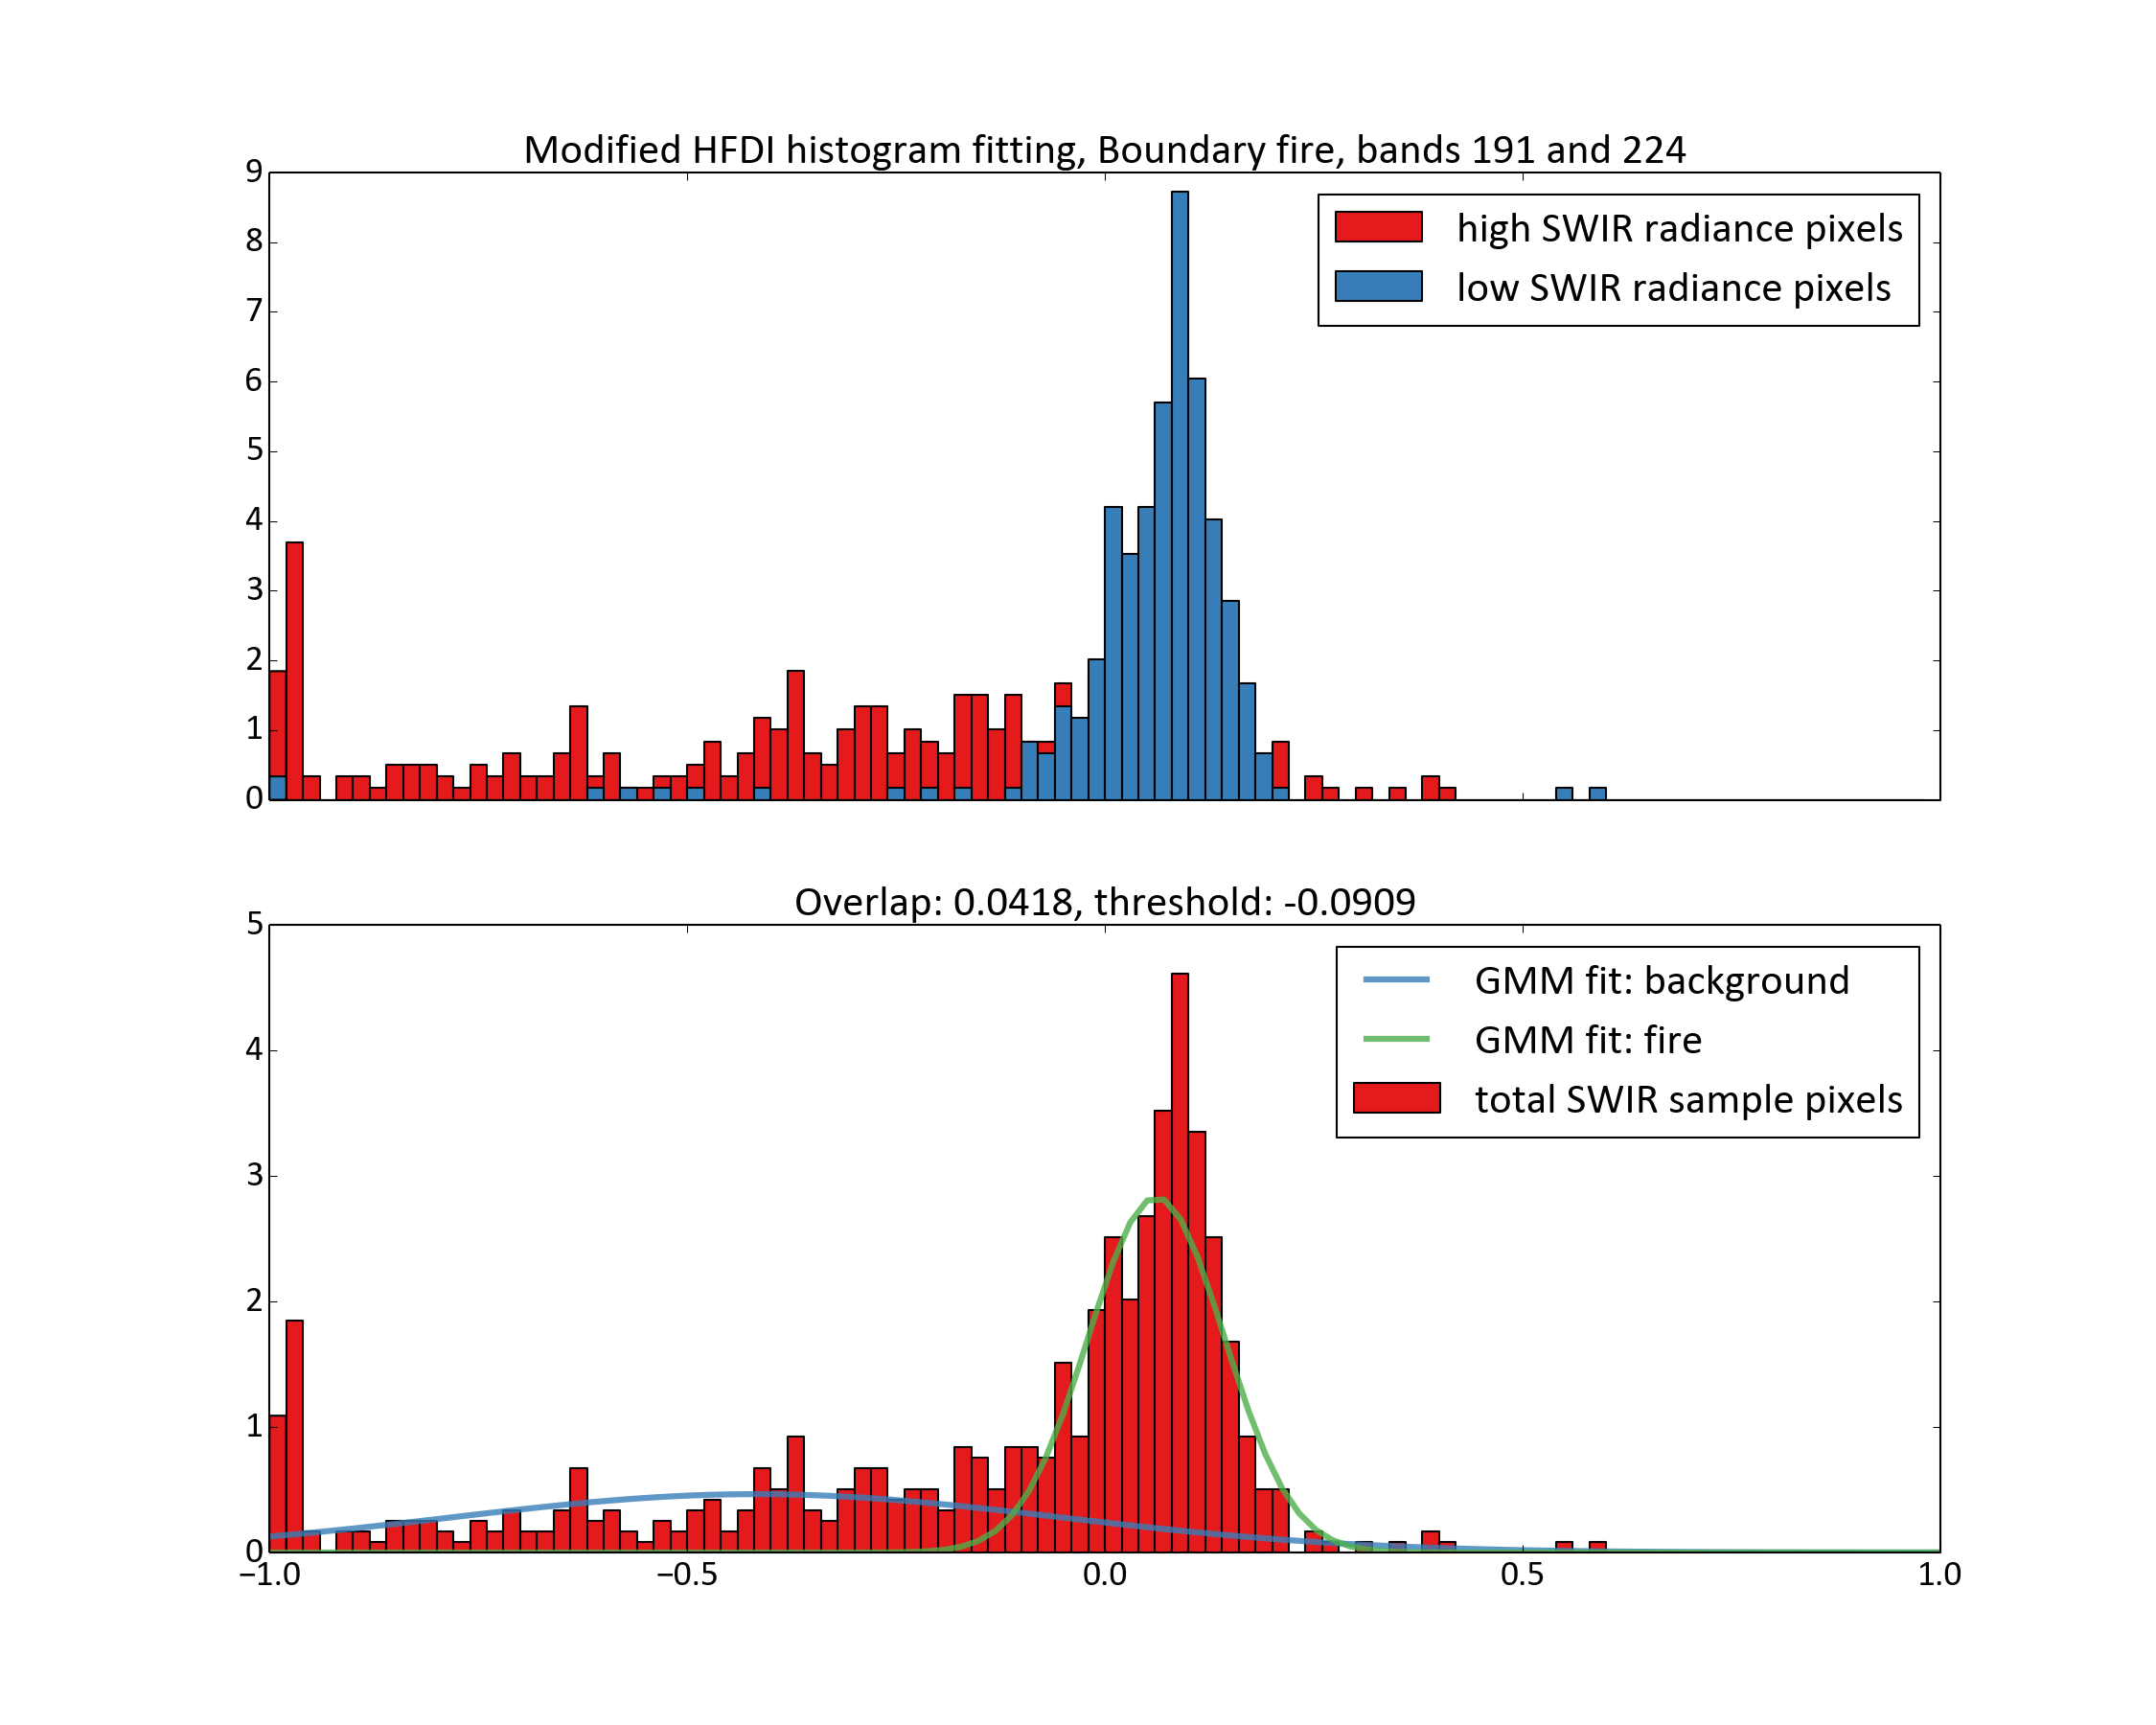 Modified HFDI histogram fitting, Boundary fire, bands 191 and 224
9
8
7
6
5
4
3
2
1
0
high SWIR radiance pixels
low SWIR radiance pixels
Overlap: 0.0418, threshold: -0.0909
5
4
3
2
1
0
GMM fit: background
GMM fit: fire
total SWIR sample pixels
−1.0 −0.5 0.0 0.5 1.0